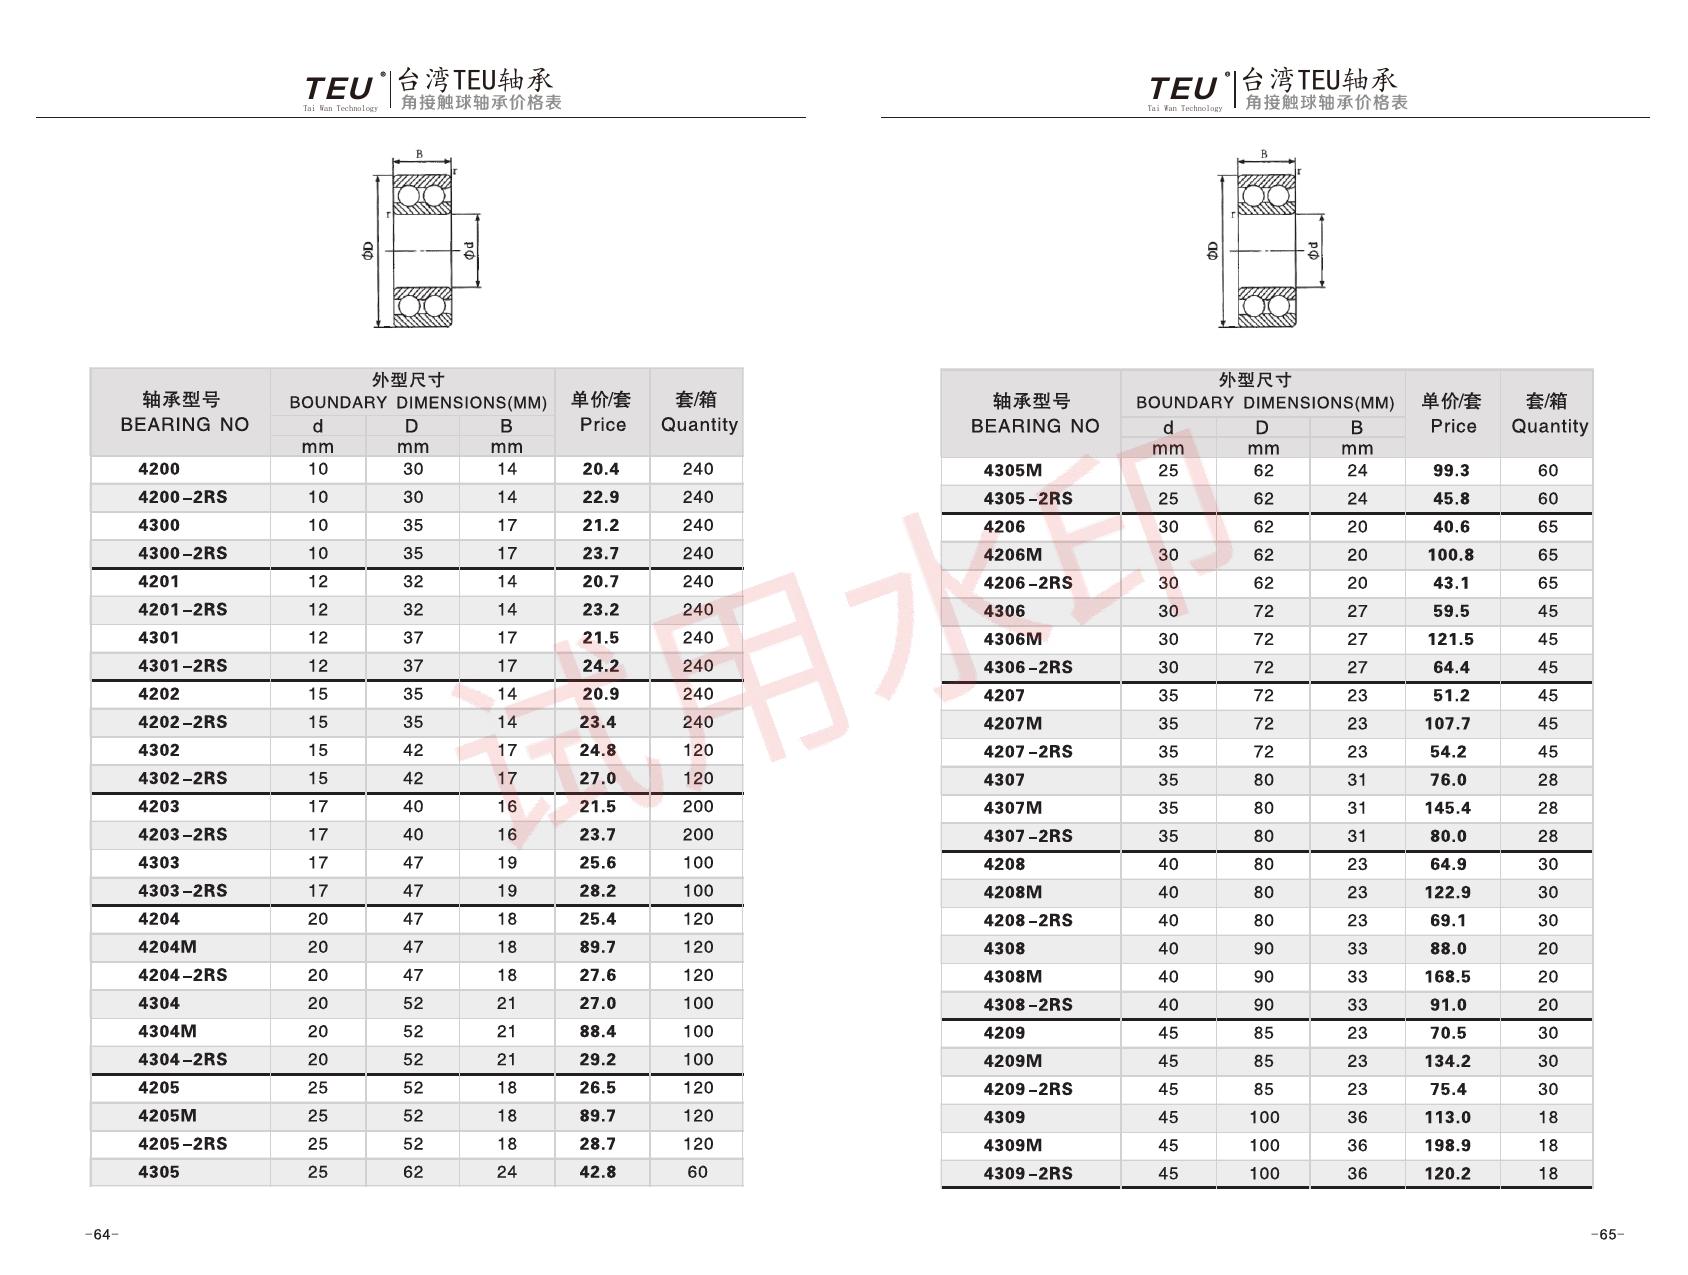 TEU® 台湾TEU轴承
Tai Wan Technology 角接触球轴承价格表
B
r
r
ΦD
Φd
轴承型号 外型尺寸 单价/套 套/箱
BEARING NO BOUNDARY DIMENSIONS(MM) Price Quantity
d D B
mm mm mm
4200 10 30 14 20.4 240
4200-2RS 10 30 14 22.9 240
4300 10 35 17 21.2 240
4300-2RS 10 35 17 23.7 240
4201 12 32 14 20.7 240
4201-2RS 12 32 14 23.2 240
4301 12 37 17 21.5 240
4301-2RS 12 37 17 24.2 240
4202 15 35 14 20.9 240
4202-2RS 15 35 14 23.4 240
4302 15 42 17 24.8 120
4302-2RS 15 42 17 27.0 120
4203 17 40 16 21.5 200
4203-2RS 17 40 16 23.7 200
4303 17 47 19 25.6 100
4303-2RS 17 47 19 28.2 100
4204 20 47 18 25.4 120
4204M 20 47 18 89.7 120
4204-2RS 20 47 18 27.6 120
4304 20 52 21 27.0 100
4304M 20 52 21 88.4 100
4304-2RS 20 52 21 29.2 100
4205 25 52 18 26.5 120
4205M 25 52 18 89.7 120
4205-2RS 25 52 18 28.7 120
4305 25 62 24 42.8 60
-64-
TEU® 台湾TEU轴承
Tai Wan Technology 角接触球轴承价格表
B
r
r
ΦD
Φd
轴承型号 外型尺寸 单价/套 套/箱
BEARING NO BOUNDARY DIMENSIONS(MM) Price Quantity
d D B
mm mm mm
4305M 25 62 24 99.3 60
4305-2RS 25 62 24 45.8 60
4206 30 62 20 40.6 65
4206M 30 62 20 100.8 65
4206-2RS 30 62 20 43.1 65
4306 30 72 27 59.5 45
4306M 30 72 27 121.5 45
4306-2RS 30 72 27 64.4 45
4207 35 72 23 51.2 45
4207M 35 72 23 107.7 45
4207-2RS 35 72 23 54.2 45
4307 35 80 31 76.0 28
4307M 35 80 31 145.4 28
4307-2RS 35 80 31 80.0 28
4208 40 80 23 64.9 30
4208M 40 80 23 122.9 30
4208-2RS 40 80 23 69.1 30
4308 40 90 33 88.0 20
4308M 40 90 33 168.5 20
4308-2RS 40 90 33 91.0 20
4209 45 85 23 70.5 30
4209M 45 85 23 134.2 30
4209-2RS 45 85 23 75.4 30
4309 45 100 36 113.0 18
4309M 45 100 36 198.9 18
4309-2RS 45 100 36 120.2 18
-65-
试用水印